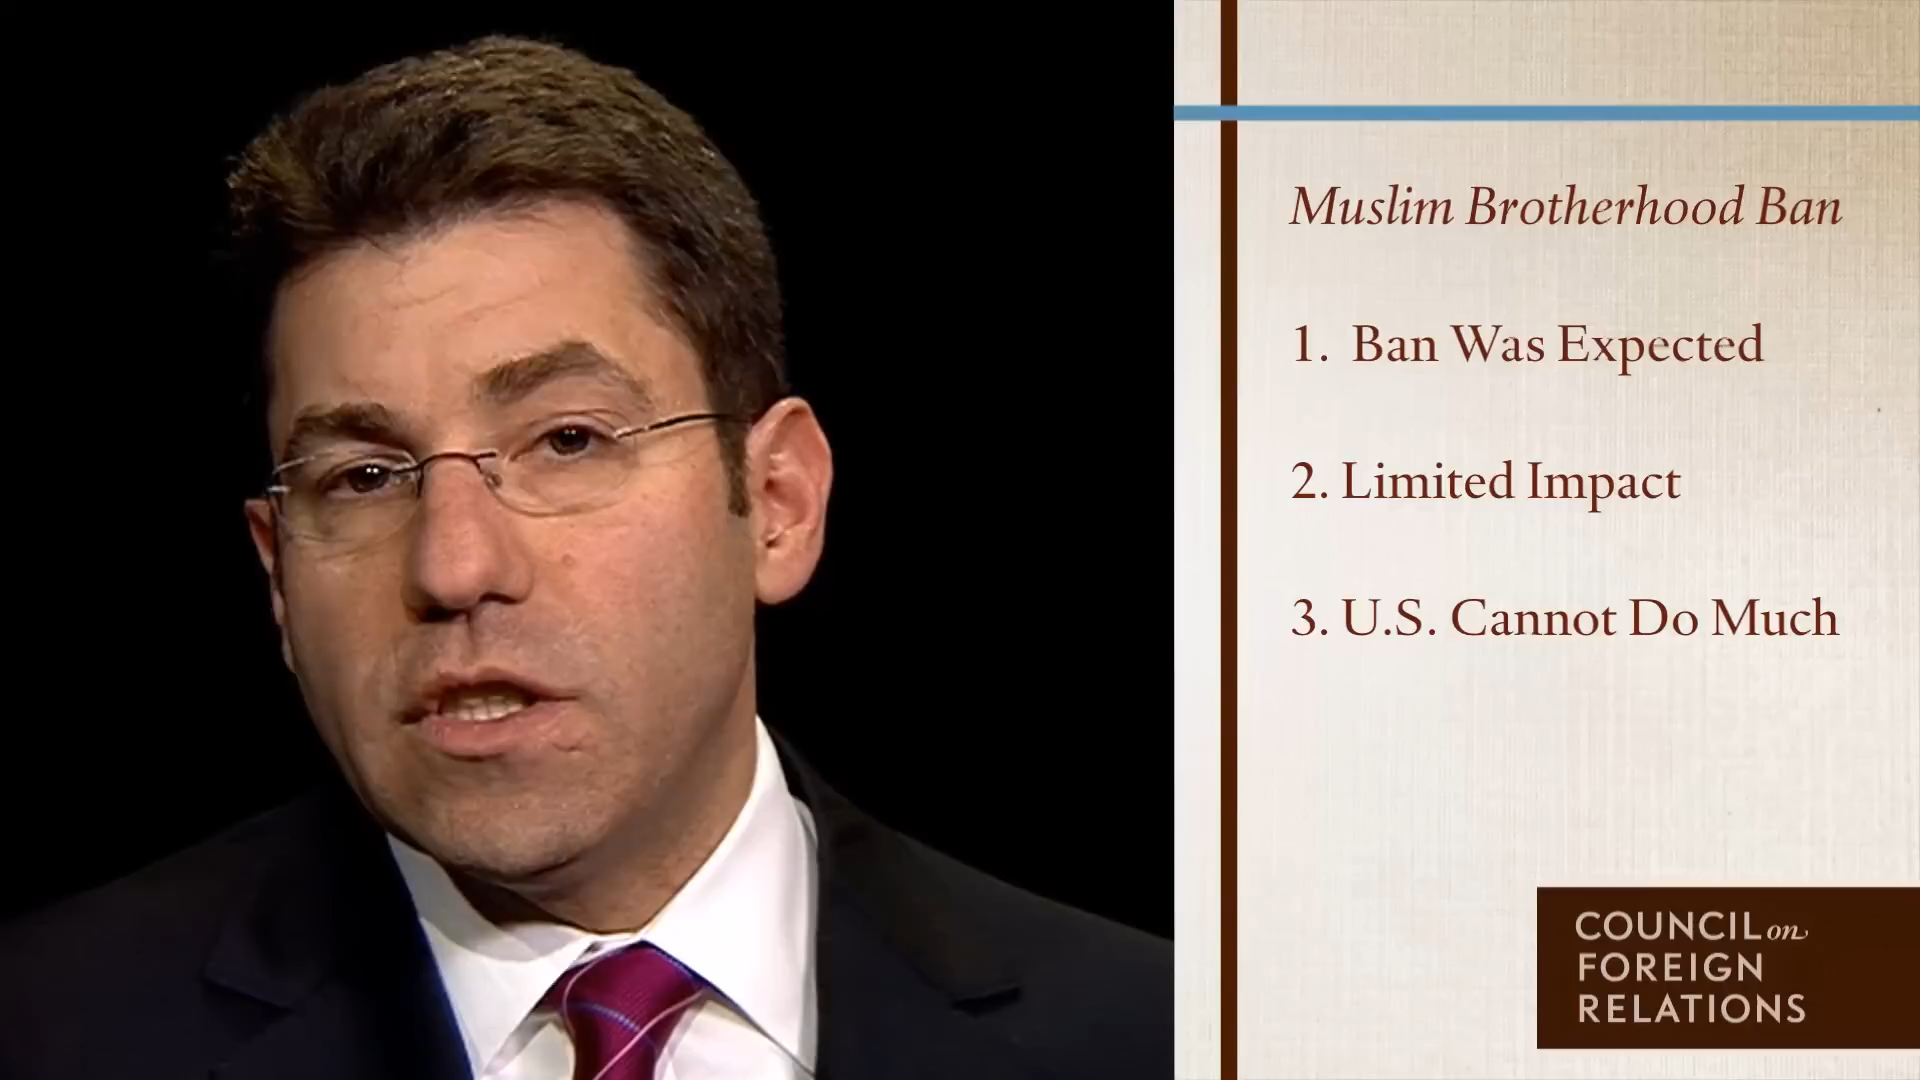 Muslim Brotherhood Ban
1. Ban Was Expected
2. Limited Impact
3. U.S. Cannot Do Much
COUNCIL on
FOREIGN
RELATIONS